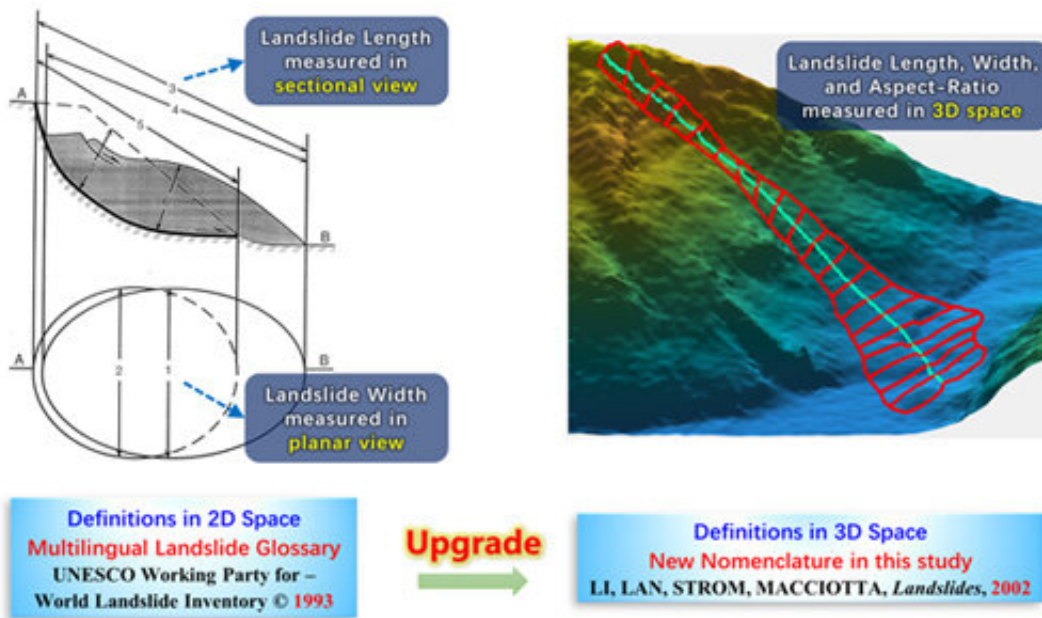 Landslide Length
measured in
sectional view
3
4
5
A
B
A
B
2
1
Landslide Width
measured in
planar view
Landslide Length, Width,
and Aspect-Ratio
measured in 3D space
Definitions in 2D Space
Multilingual Landslide Glossary
UNESCO Working Party for –
World Landslide Inventory © 1993
Upgrade
Definitions in 3D Space
New Nomenclature in this study
LI, LAN, STROM, MACCIOTTA, Landslides, 2002